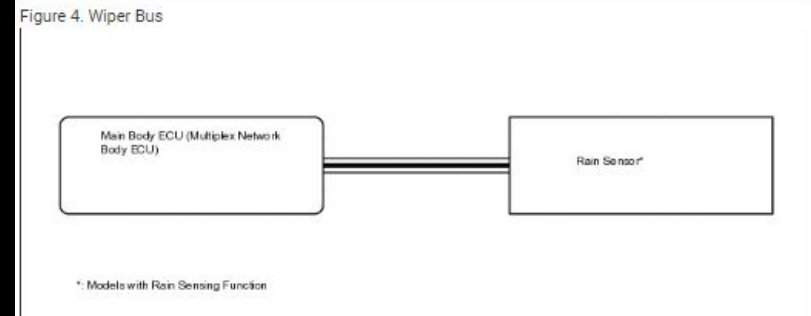 Figure 4. Wiper Bus
Main Body ECU (Multiplex Network
Body ECU)
Rain Sensor*
*: Models with Rain Sensing Function